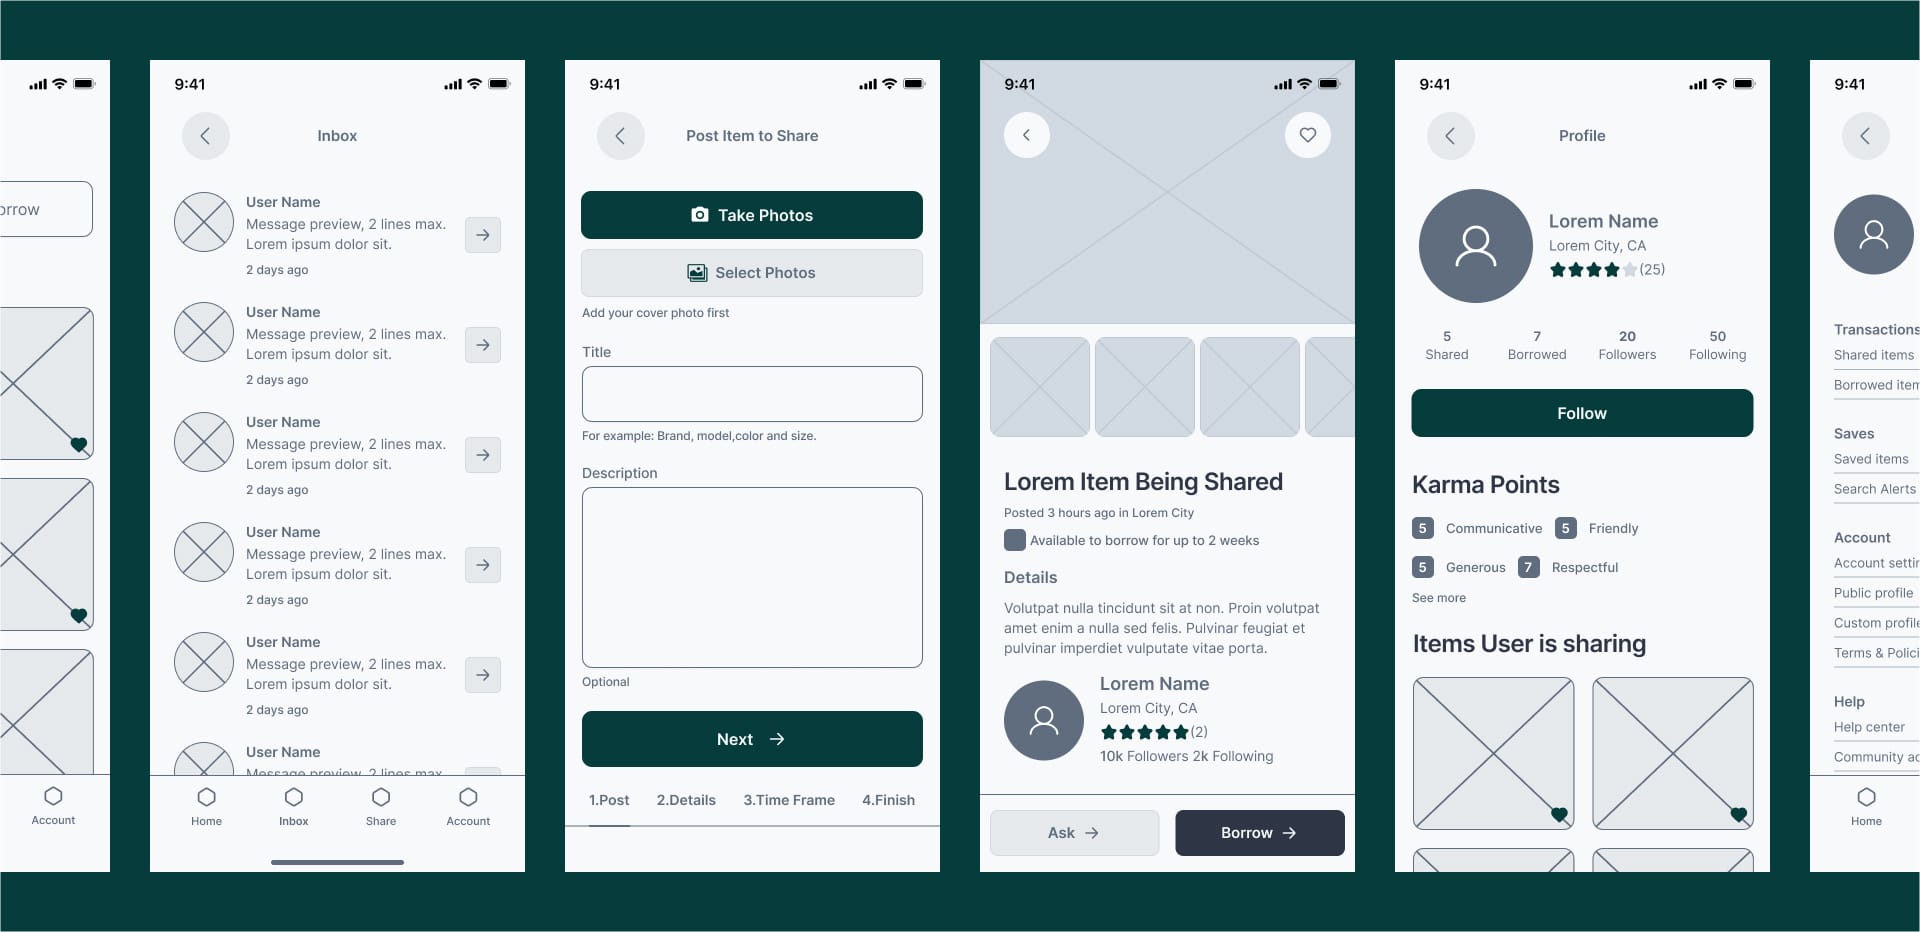 orrow
Account
9:41
Inbox
User Name
Message preview, 2 lines max.
Lorem ipsum dolor sit.
2 days ago
User Name
Message preview, 2 lines max.
Lorem ipsum dolor sit.
2 days ago
User Name
Message preview, 2 lines max.
Lorem ipsum dolor sit.
2 days ago
User Name
Message preview, 2 lines max.
Lorem ipsum dolor sit.
2 days ago
User Name
Message preview, 2 lines max.
Lorem ipsum dolor sit.
2 days ago
User Name
Message preview, 2 lines max.
Home Inbox Share Account
9:41
Post Item to Share
Take Photos
Select Photos
Add your cover photo first
Title
For example: Brand, model,color and size.
Description
Optional
Next
1.Post 2.Details 3.Time Frame 4.Finish
9:41
Lorem Item Being Shared
Posted 3 hours ago in Lorem City
Available to borrow for up to 2 weeks
Details
Volutpat nulla tincidunt sit at non. Proin volutpat
amet enim a nulla sed felis. Pulvinar feugiat et
pulvinar imperdiet vulputate vitae porta.
Lorem Name
Lorem City, CA
(2)
10k Followers 2k Following
Ask Borrow
9:41
Profile
Lorem Name
Lorem City, CA
(25)
5 7 20 50
Shared Borrowed Followers Following
Follow
Karma Points
5 Communicative 5 Friendly
5 Generous 7 Respectful
See more
Items User is sharing
9:41
Transactions
Shared items
Borrowed item
Saves
Saved items
Search Alerts
Account
Account settin
Public profile
Custom profile
Terms & Polici
Help
Help center
Community ac
Home